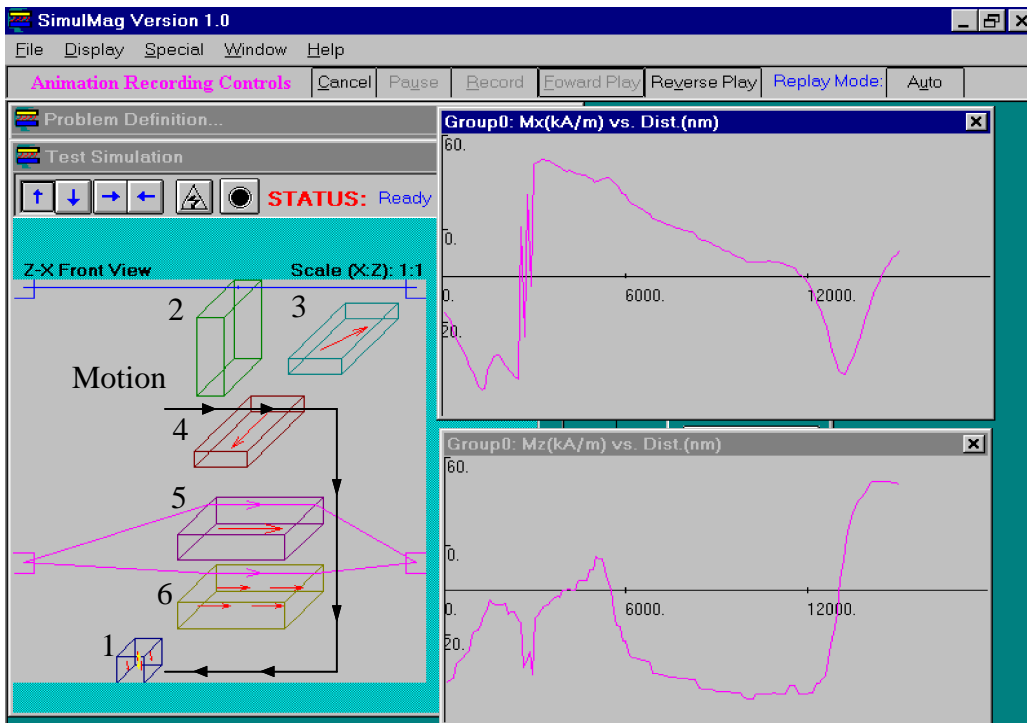 SimulMag Version 1.0
File Display Special Window Help
Animation Recording Controls Cancel Pause Record Foward Play Reverse Play Replay Mode: Auto
Problem Definition...
Test Simulation
STATUS: Ready
Z-X Front View Scale (X:Z): 1:1
2 3
Motion
4
5
6
1
Group0: Mx(kA/m) vs. Dist.(nm)
60.
0.
0. 6000. 12000.
20.
Group0: Mz(kA/m) vs. Dist.(nm)
60.
0.
0. 6000. 12000.
20.